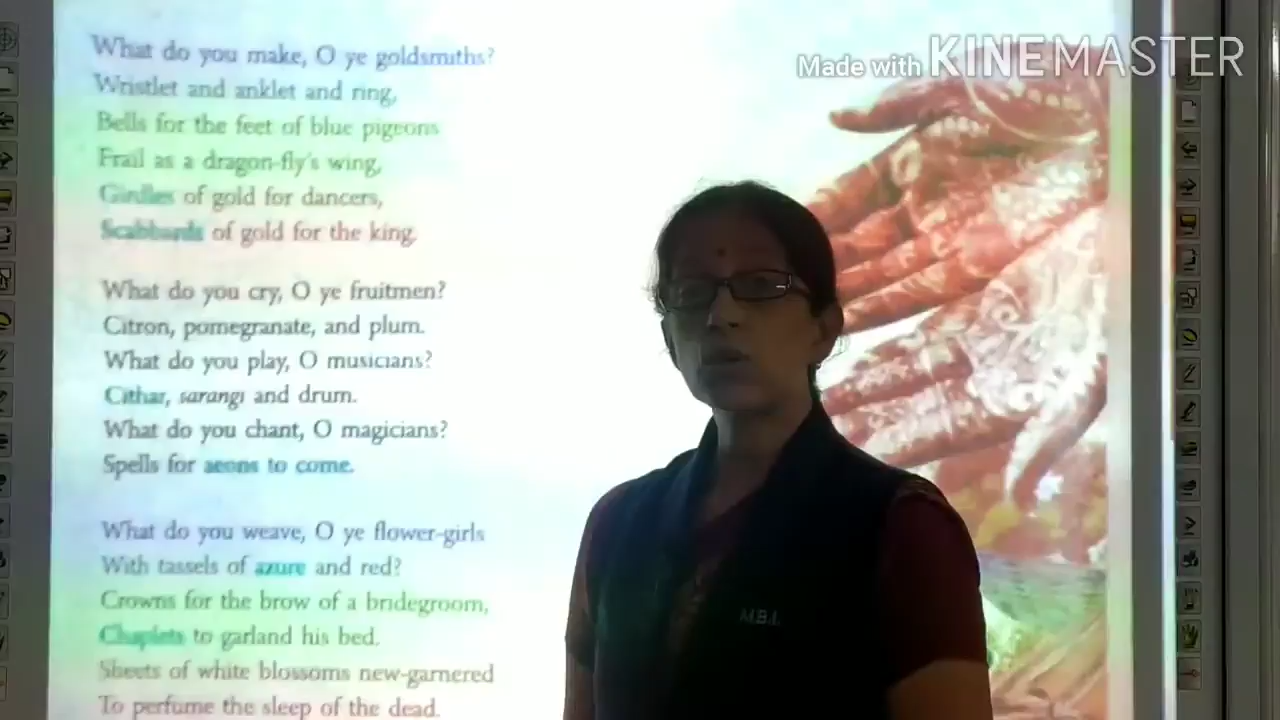 Made with KINEMASTER
What do you make, O ye goldsmiths?
Wristlet and anklet and ring,
Bells for the feet of blue pigeons
Frail as a dragon-fly's wing,
Girdles of gold for dancers,
Scabbards of gold for the king.
What do you cry, O ye fruitmen?
Citron, pomegranate, and plum.
What do you play, O musicians?
Cithar, sarangi and drum.
What do you chant, O magicians?
Spells for aeons to come.
What do you weave, O ye flower-girls
With tassels of azure and red?
Crowns for the brow of a bridegroom,
Chaplets to garland his bed.
Sheets of white blossoms new-garnered
To perfume the sleep of the dead.
M.B.I.